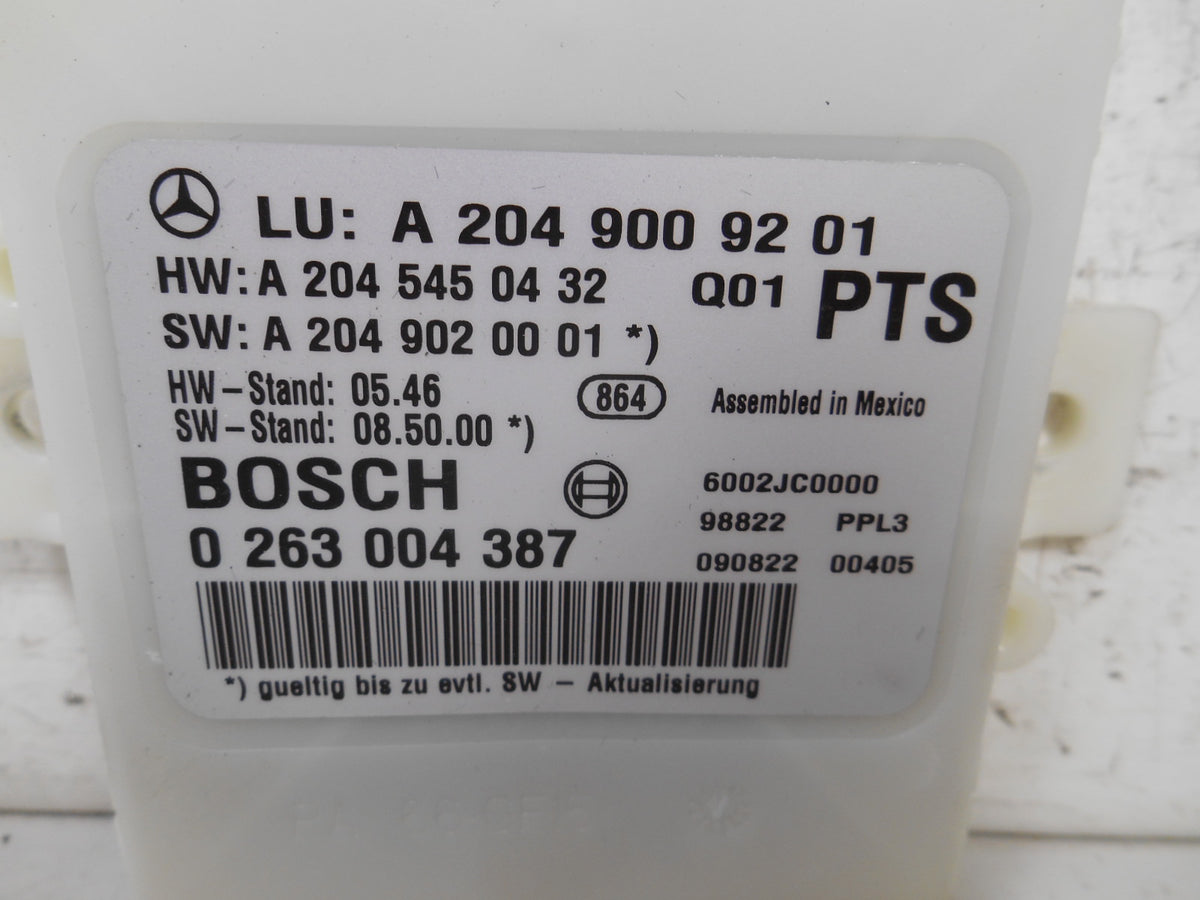 LU: A 204 900 92 01
HW: A 204 545 04 32 Q01 PTS
SW: A 204 902 00 01 *)
HW-Stand: 05.46 864 Assembled in Mexico
SW-Stand: 08.50.00 *)
BOSCH 6002JC0000
98822 PPL3
0 263 004 387 090822 00405
*) gueltig bis zu evtl. SW - Aktualisierung